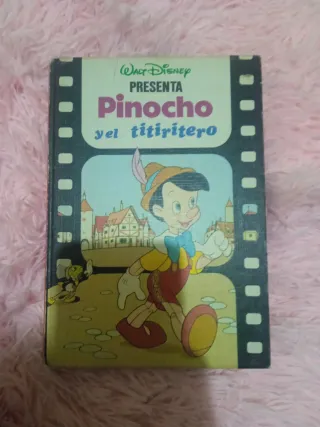 WALT DISNEY
PRESENTA
Pinocho
y el titiritero